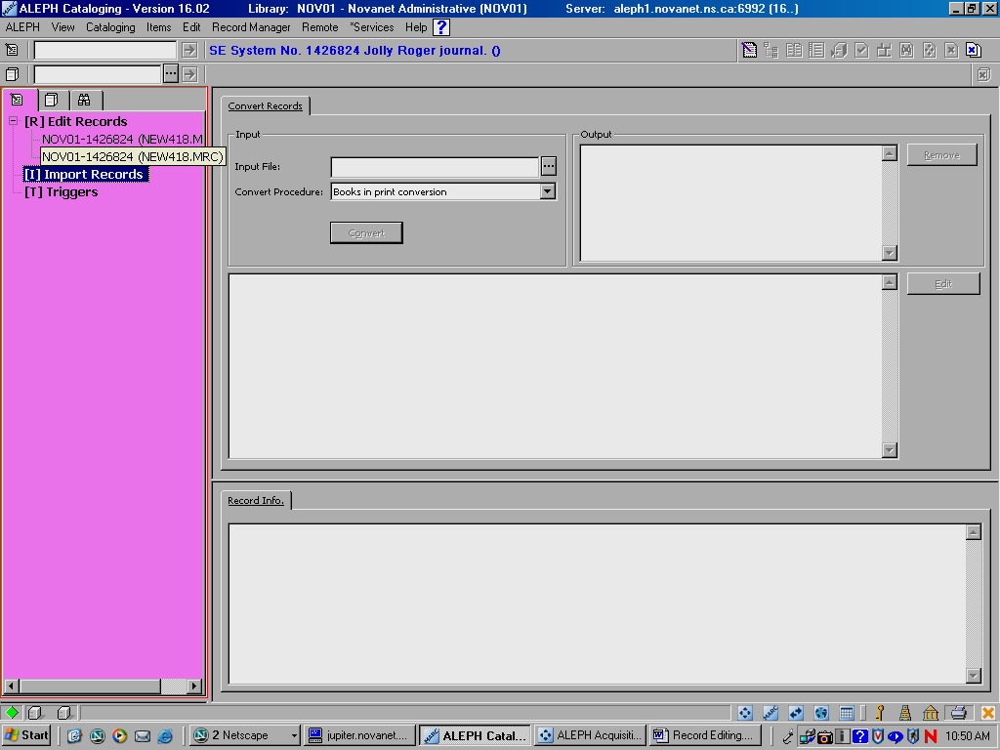 ALEPH Cataloging - Version 16.02 Library: NOV01 - Novanet Administrative (NOV01) Server: aleph1.novanet.ns.ca:6992 (16..)
ALEPH View Cataloging Items Edit Record Manager Remote *Services Help ?
SE System No. 1426824 Jolly Roger journal. ()
[R] Edit Records
NOV01-1426824 (NEW418.M
NOV01-1426824 (NEW418.MRC)
[I] Import Records
[T] Triggers
Convert Records
Input
Input File:
...
Convert Procedure: Books in print conversion
Convert
Output
Remove
Edit
Record Info.
Start 2 Netscape jupiter.novanet.... ALEPH Catal... ALEPH Acquisiti... Record Editing.... 10:50 AM